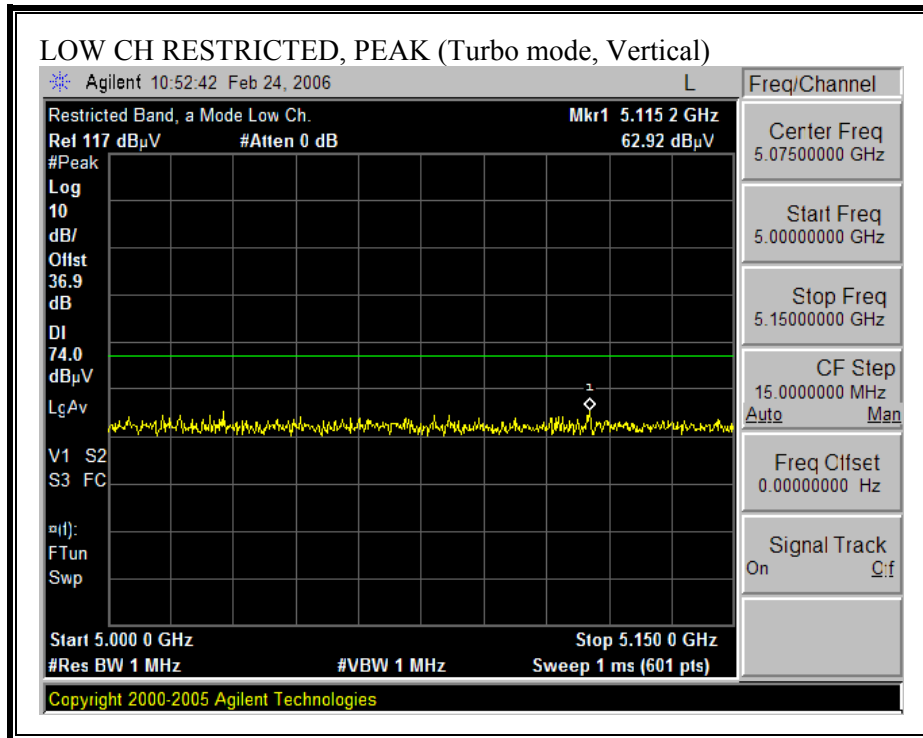 LOW CH RESTRICTED, PEAK (Turbo mode, Vertical)
Agilent 10:52:42 Feb 24, 2006 L
Restricted Band, a Mode Low Ch. Mkr1 5.115 2 GHz
Ref 117 dBµV #Atten 0 dB 62.92 dBµV
#Peak
Log
10
dB/
Offst
36.9
dB
DI
74.0
dBµV
LgAv
1
V1 S2
S3 FC
¤(f):
FTun
Swp
Start 5.000 0 GHz Stop 5.150 0 GHz
#Res BW 1 MHz #VBW 1 MHz Sweep 1 ms (601 pts)
Copyright 2000-2005 Agilent Technologies
Freq/Channel
Center Freq
5.07500000 GHz
Start Freq
5.00000000 GHz
Stop Freq
5.15000000 GHz
CF Step
15.0000000 MHz
Auto Man
Freq Offset
0.00000000 Hz
Signal Track
On Off